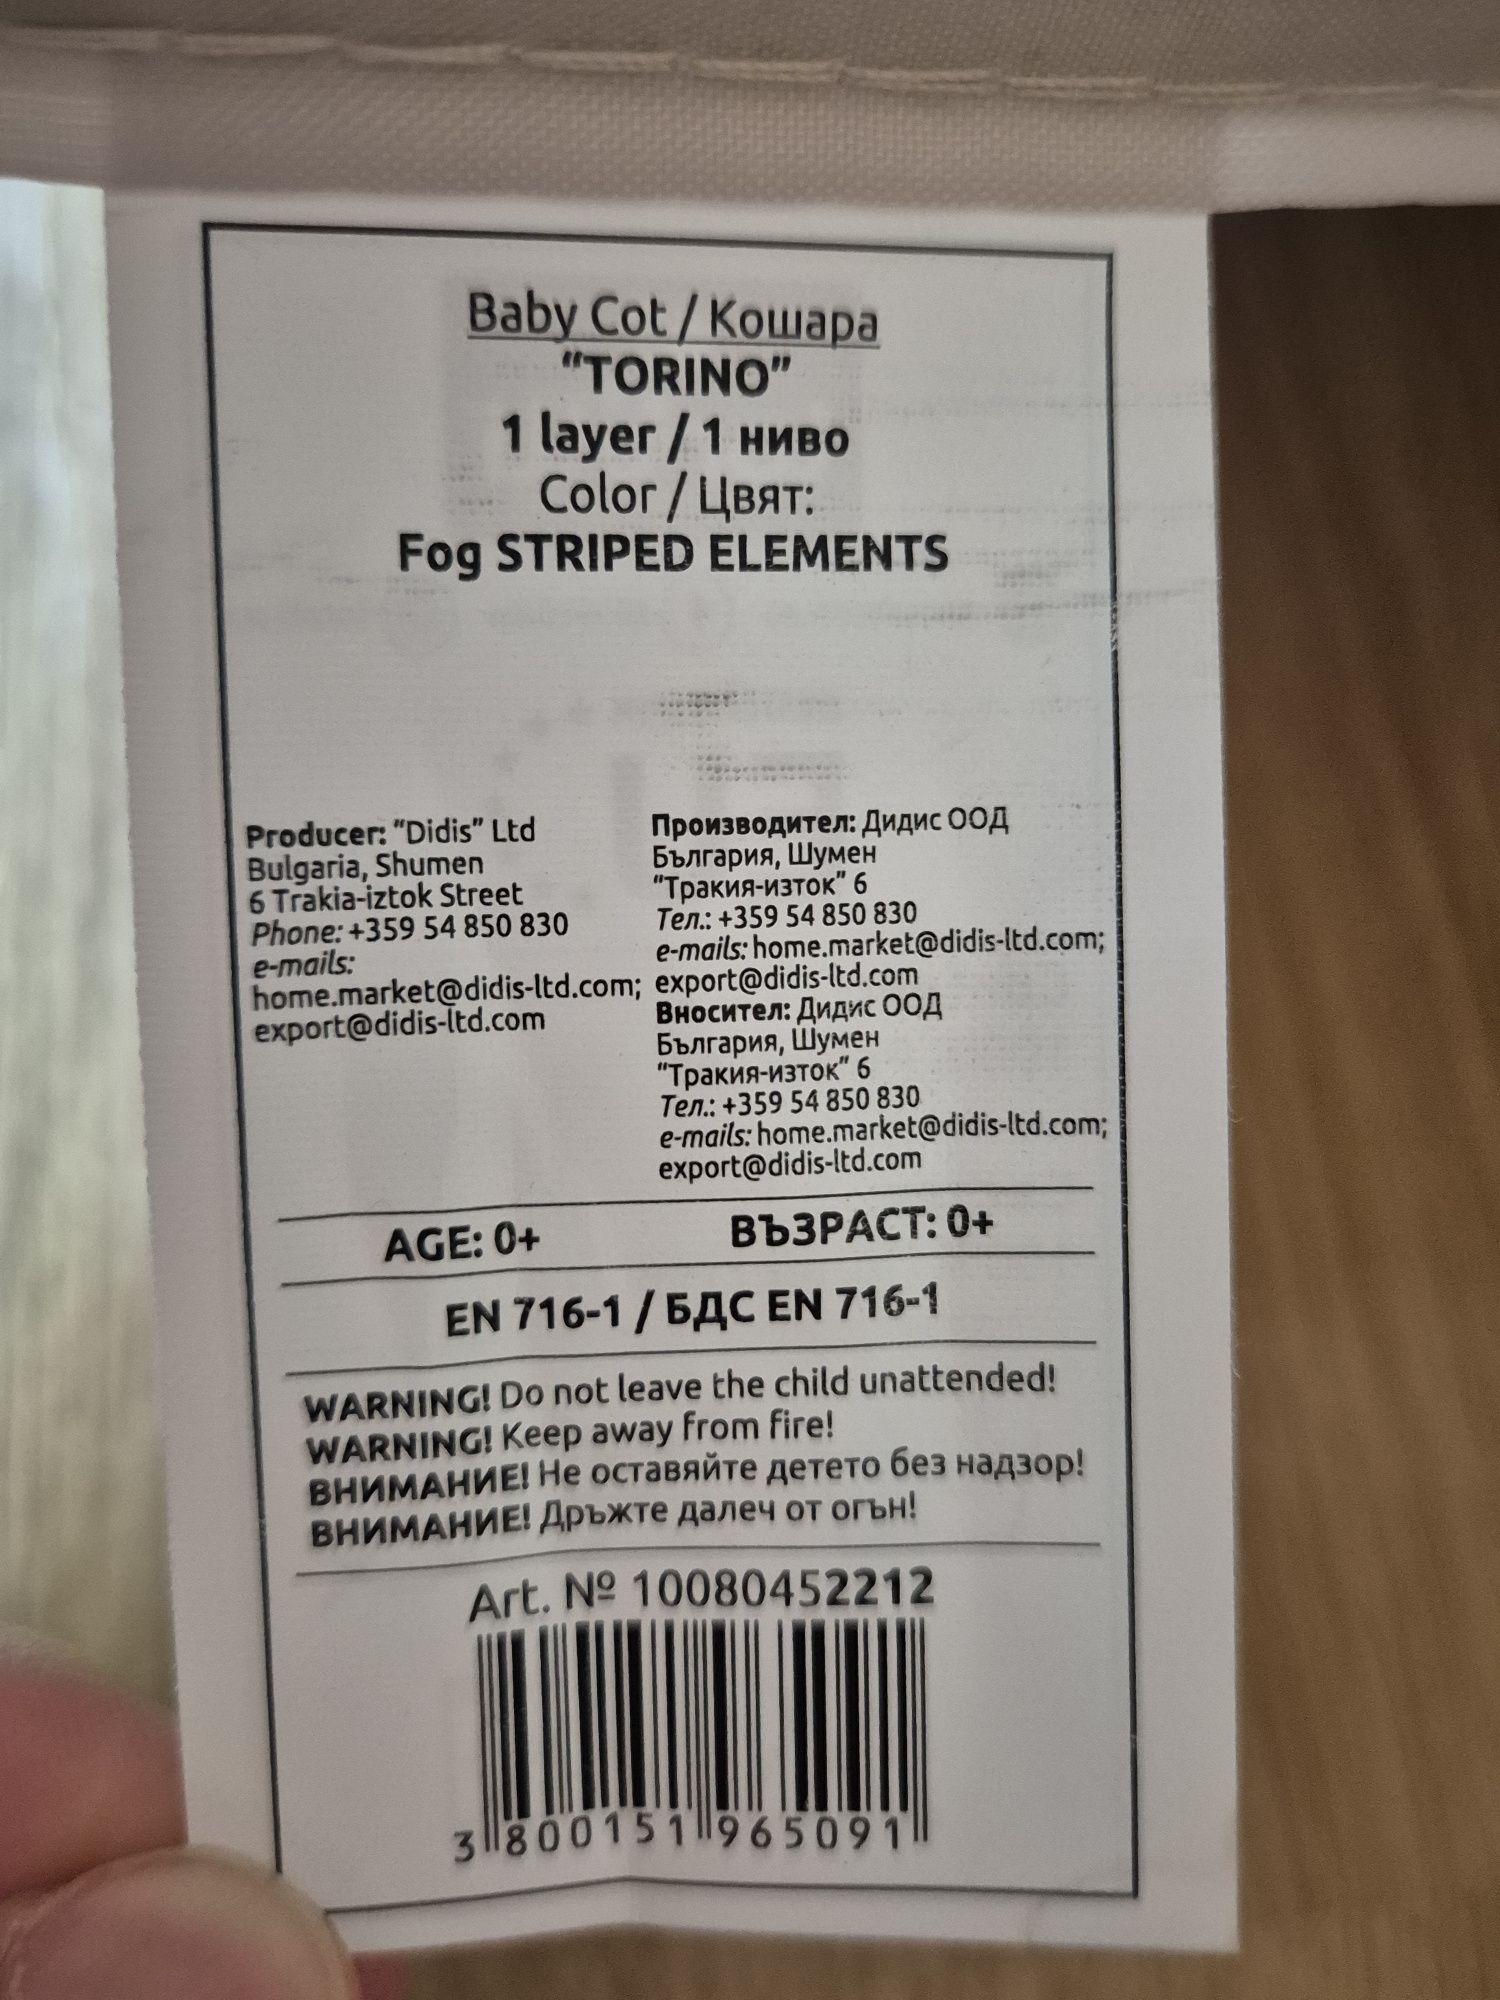 Baby Cot / Кошара
“TORINO”
1 layer / 1 ниво
Color / Цвят:
Fog STRIPED ELEMENTS
Producer: “Didis” Ltd
Bulgaria, Shumen
6 Trakia-iztok Street
Phone: +359 54 850 830
e-mails:
home.market@didis-ltd.com;
export@didis-ltd.com
Производител: Дидис ООД
България, Шумен
“Тракия-изток” 6
Тел.: +359 54 850 830
e-mails: home.market@didis-ltd.com;
export@didis-ltd.com
Вносител: Дидис ООД
България, Шумен
“Тракия-изток” 6
Тел.: +359 54 850 830
e-mails: home.market@didis-ltd.com;
export@didis-ltd.com
AGE: 0+ ВЪЗРАСТ: 0+
EN 716-1 / БДС EN 716-1
WARNING! Do not leave the child unattended!
WARNING! Keep away from fire!
ВНИМАНИЕ! Не оставяйте детето без надзор!
ВНИМАНИЕ! Дръжте далеч от огън!
Art. № 10080452212
3 800151 965091